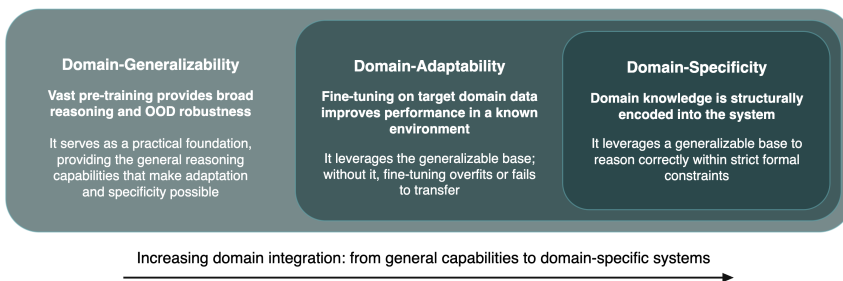 Domain-Generalizability
Vast pre-training provides broad
reasoning and OOD robustness
It serves as a practical foundation,
providing the general reasoning
capabilities that make adaptation
and specificity possible
Domain-Adaptability
Fine-tuning on target domain data
improves performance in a known
environment
It leverages the generalizable base;
without it, fine-tuning overfits or fails
to transfer
Domain-Specificity
Domain knowledge is structurally
encoded into the system
It leverages a generalizable base to
reason correctly within strict formal
constraints
Increasing domain integration: from general capabilities to domain-specific systems